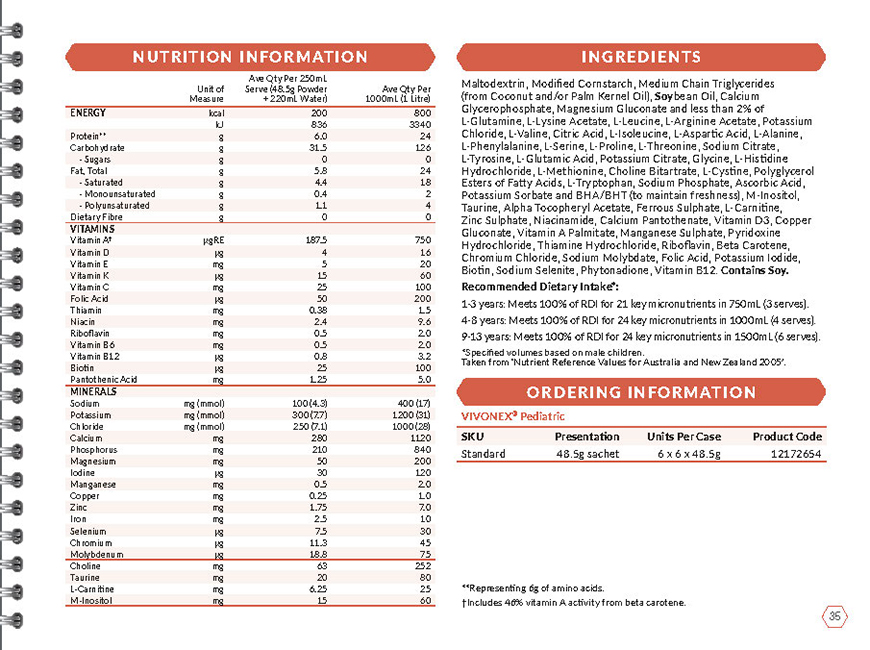 NUTRITION INFORMATION
Unit of Measure Ave Qty Per 250mL Serve (48.5g Powder + 220mL Water) Ave Qty Per 1000mL (1 Litre)
ENERGY kcal 200 800
kJ 836 3340
Protein** g 6.0 24
Carbohydrate g 31.5 126
- Sugars g 0 0
Fat, Total g 5.8 24
- Saturated g 4.4 18
- Monounsaturated g 0.4 2
- Polyunsaturated g 1.1 4
Dietary Fibre g 0 0
VITAMINS
Vitamin A† µgRE 187.5 750
Vitamin D µg 4 16
Vitamin E mg 5 20
Vitamin K µg 15 60
Vitamin C mg 25 100
Folic Acid µg 50 200
Thiamin mg 0.38 1.5
Niacin mg 2.4 9.6
Riboflavin mg 0.5 2.0
Vitamin B6 mg 0.5 2.0
Vitamin B12 µg 0.8 3.2
Biotin µg 25 100
Pantothenic Acid mg 1.25 5.0
MINERALS
Sodium mg (mmol) 100 (4.3) 400 (17)
Potassium mg (mmol) 300 (7.7) 1200 (31)
Chloride mg (mmol) 250 (7.1) 1000 (28)
Calcium mg 280 1120
Phosphorus mg 210 840
Magnesium mg 50 200
Iodine µg 30 120
Manganese mg 0.5 2.0
Copper mg 0.25 1.0
Zinc mg 1.75 7.0
Iron mg 2.5 10
Selenium µg 7.5 30
Chromium µg 11.3 45
Molybdenum µg 18.8 75
Choline mg 63 252
Taurine mg 20 80
L-Carnitine mg 6.25 25
M-Inositol mg 15 60
INGREDIENTS
Maltodextrin, Modified Cornstarch, Medium Chain Triglycerides
(from Coconut and/or Palm Kernel Oil), Soybean Oil, Calcium
Glycerophosphate, Magnesium Gluconate and less than 2% of
L-Glutamine, L-Lysine Acetate, L-Leucine, L-Arginine Acetate, Potassium
Chloride, L-Valine, Citric Acid, L-Isoleucine, L-Aspartic Acid, L-Alanine,
L-Phenylalanine, L-Serine, L-Proline, L-Threonine, Sodium Citrate,
L-Tyrosine, L-Glutamic Acid, Potassium Citrate, Glycine, L-Histidine
Hydrochloride, L-Methionine, Choline Bitartrate, L-Cystine, Polyglycerol
Esters of Fatty Acids, L-Tryptophan, Sodium Phosphate, Ascorbic Acid,
Potassium Sorbate and BHA/BHT (to maintain freshness), M-Inositol,
Taurine, Alpha Tocopheryl Acetate, Ferrous Sulphate, L-Carnitine,
Zinc Sulphate, Niacinamide, Calcium Pantothenate, Vitamin D3, Copper
Gluconate, Vitamin A Palmitate, Manganese Sulphate, Pyridoxine
Hydrochloride, Thiamine Hydrochloride, Riboflavin, Beta Carotene,
Chromium Chloride, Sodium Molybdate, Folic Acid, Potassium Iodide,
Biotin, Sodium Selenite, Phytonadione, Vitamin B12. Contains Soy.
Recommended Dietary Intake*:
1-3 years: Meets 100% of RDI for 21 key micronutrients in 750mL (3 serves).
4-8 years: Meets 100% of RDI for 24 key micronutrients in 1000mL (4 serves).
9-13 years: Meets 100% of RDI for 24 key micronutrients in 1500mL (6 serves).
*Specified volumes based on male children.
Taken from 'Nutrient Reference Values for Australia and New Zealand 2005'.
ORDERING INFORMATION
VIVONEX® Pediatric
SKU Presentation Units Per Case Product Code
Standard 48.5g sachet 6 x 6 x 48.5g 12172654
**Representing 6g of amino acids.
†Includes 46% vitamin A activity from beta carotene.
35